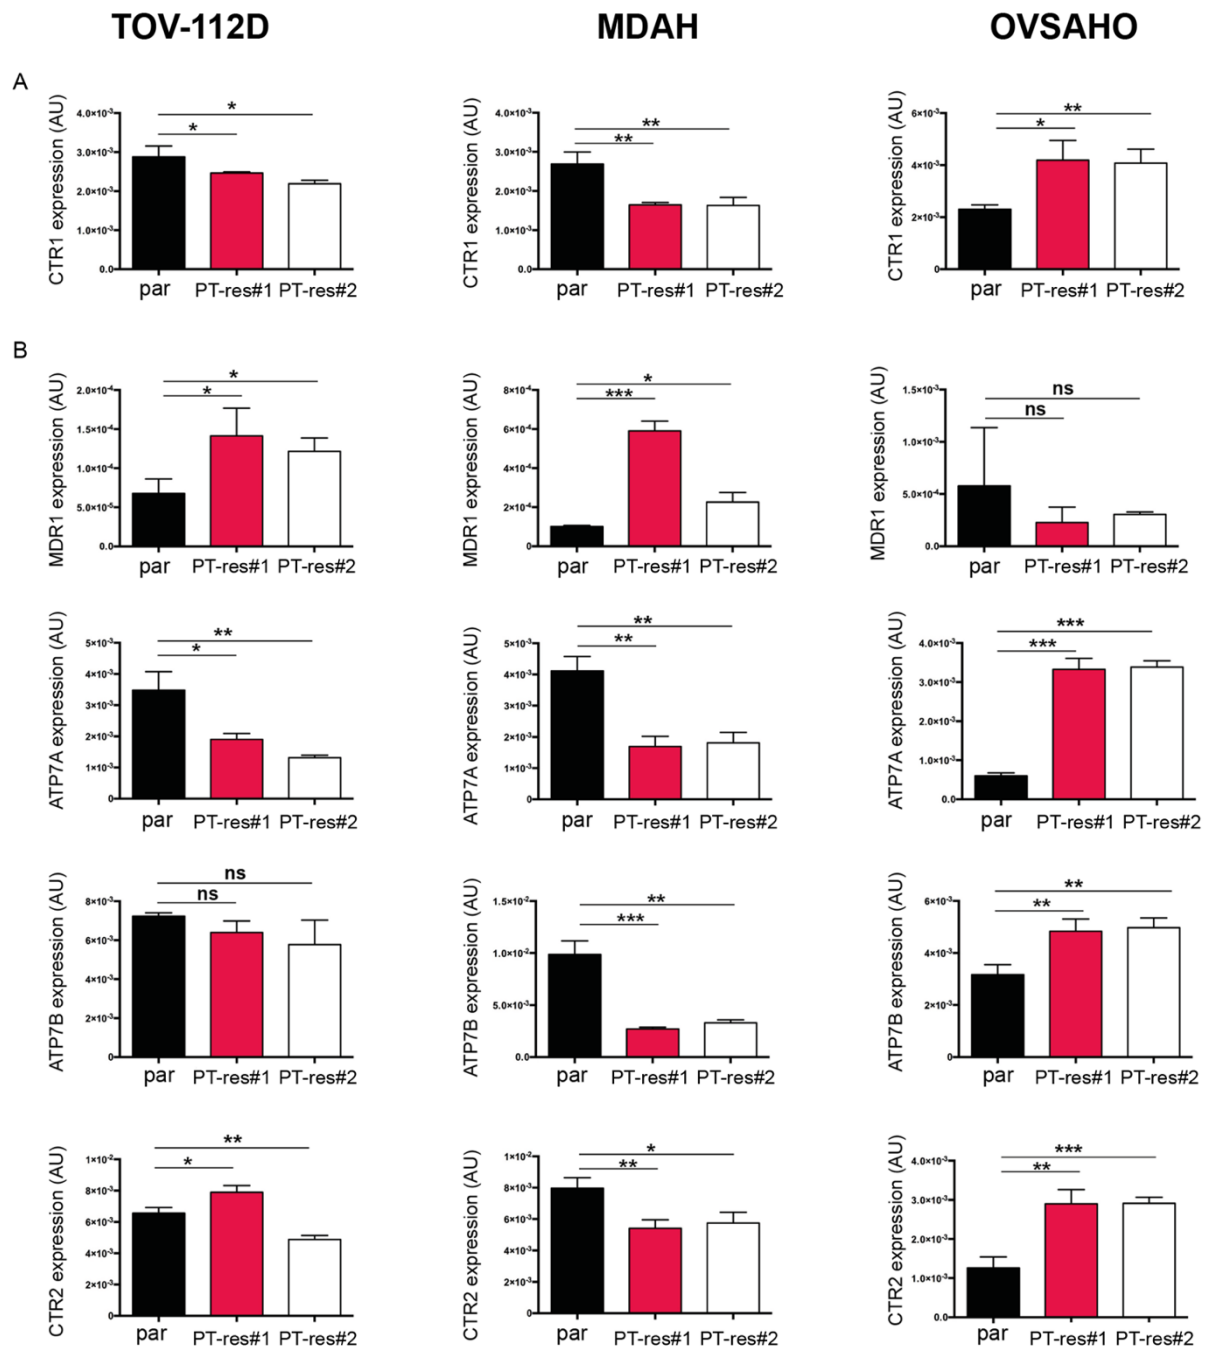 TOV-112D MDAH OVSAHO
A
CTR1 expression (AU)
4.0×10⁻³
3.0×10⁻³
2.0×10⁻³
1.0×10⁻³
0.0
*
*
par PT-res#1 PT-res#2
CTR1 expression (AU)
4.0×10⁻³
3.0×10⁻³
2.0×10⁻³
1.0×10⁻³
0.0
**
**
par PT-res#1 PT-res#2
CTR1 expression (AU)
6×10⁻³
4×10⁻³
2×10⁻³
0
**
*
par PT-res#1 PT-res#2
B
MDR1 expression (AU)
2.0×10⁻⁴
1.5×10⁻⁴
1.0×10⁻⁴
5.0×10⁻⁵
0.0
*
*
par PT-res#1 PT-res#2
MDR1 expression (AU)
8×10⁻⁴
6×10⁻⁴
4×10⁻⁴
2×10⁻⁴
0
*
***
par PT-res#1 PT-res#2
MDR1 expression (AU)
1.5×10⁻³
1.0×10⁻³
5.0×10⁻⁴
0.0
ns
ns
par PT-res#1 PT-res#2
ATP7A expression (AU)
5×10⁻³
4×10⁻³
3×10⁻³
2×10⁻³
1×10⁻³
0
**
*
par PT-res#1 PT-res#2
ATP7A expression (AU)
5×10⁻³
4×10⁻³
3×10⁻³
2×10⁻³
1×10⁻³
0
**
**
par PT-res#1 PT-res#2
ATP7A expression (AU)
4.0×10⁻³
3.0×10⁻³
2.0×10⁻³
1.0×10⁻³
0.0
***
***
par PT-res#1 PT-res#2
ATP7B expression (AU)
8×10⁻³
6×10⁻³
4×10⁻³
2×10⁻³
0
ns
ns
par PT-res#1 PT-res#2
ATP7B expression (AU)
1.5×10⁻²
1.0×10⁻²
5.0×10⁻³
0.0
**
***
par PT-res#1 PT-res#2
ATP7B expression (AU)
6×10⁻³
4×10⁻³
2×10⁻³
0
**
**
par PT-res#1 PT-res#2
CTR2 expression (AU)
1×10⁻²
8×10⁻³
6×10⁻³
4×10⁻³
2×10⁻³
0
**
*
par PT-res#1 PT-res#2
CTR2 expression (AU)
1×10⁻²
8×10⁻³
6×10⁻³
4×10⁻³
2×10⁻³
0
*
**
par PT-res#1 PT-res#2
CTR2 expression (AU)
4.0×10⁻³
3.0×10⁻³
2.0×10⁻³
1.0×10⁻³
0.0
***
**
par PT-res#1 PT-res#2